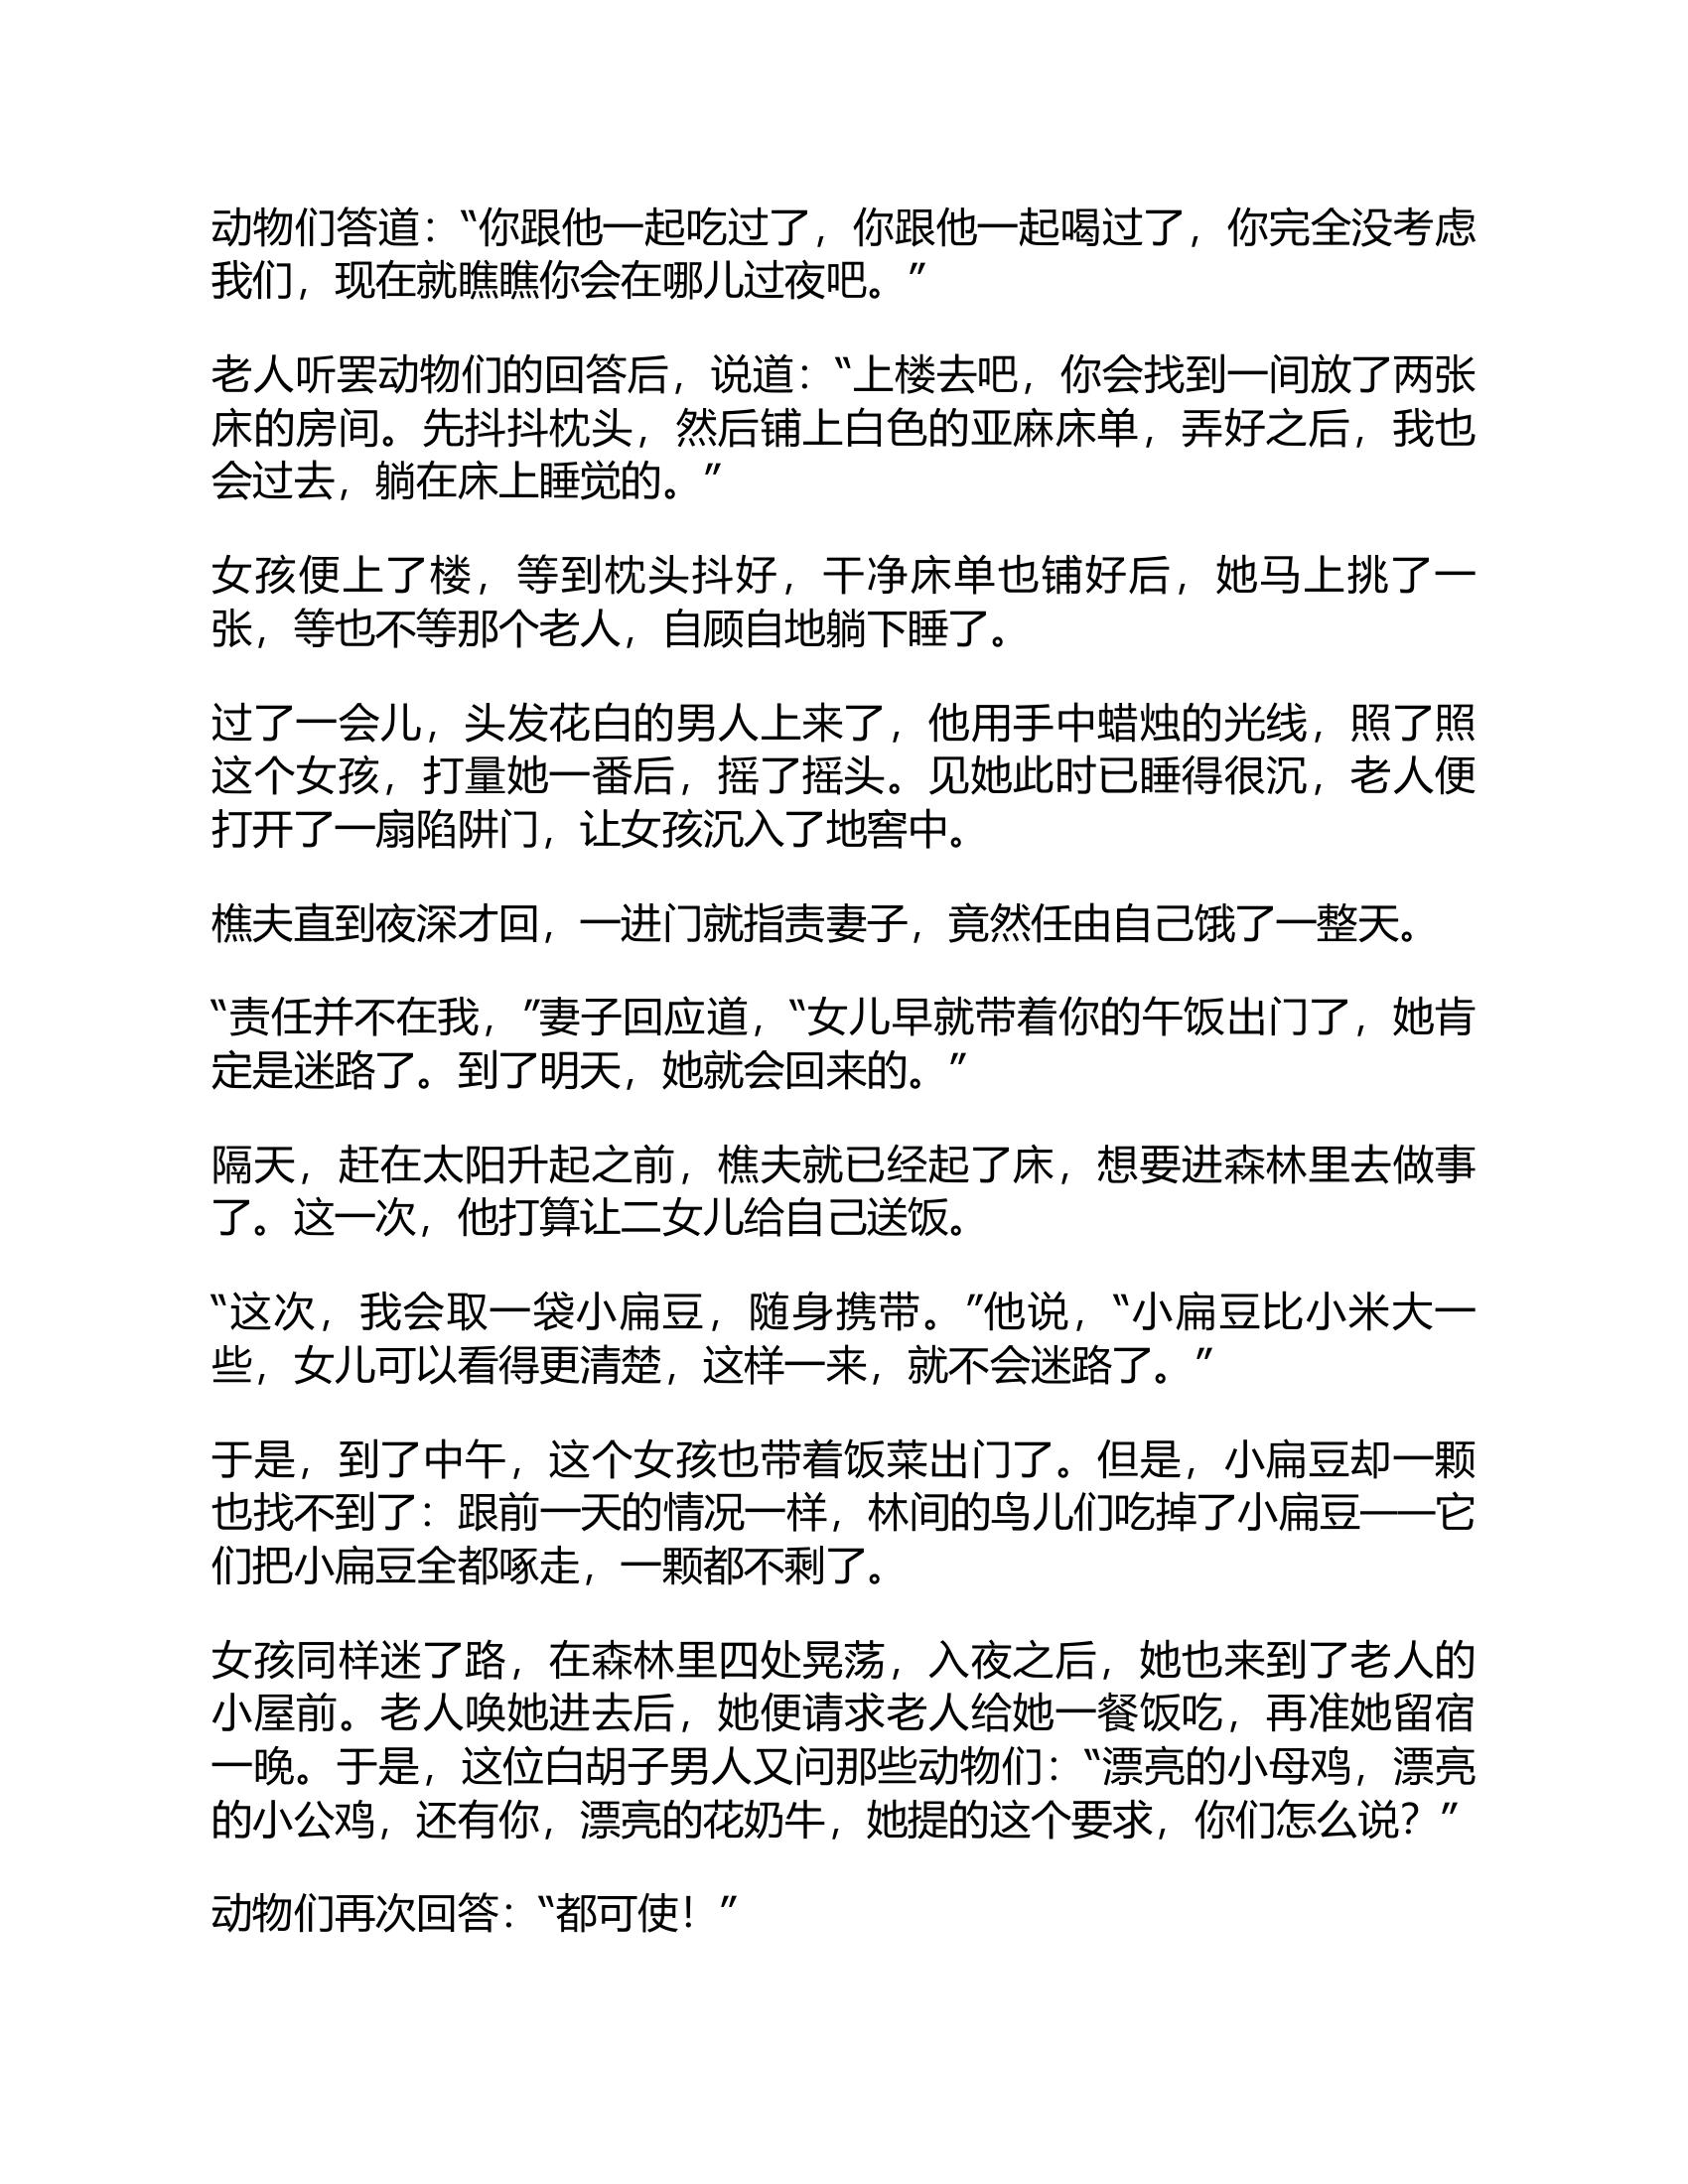 动物们答道：“你跟他一起吃过了，你跟他一起喝过了，你完全没考虑
我们，现在就瞧瞧你会在哪儿过夜吧。”
老人听罢动物们的回答后，说道：“上楼去吧，你会找到一间放了两张
床的房间。先抖抖枕头，然后铺上白色的亚麻床单，弄好之后，我也
会过去，躺在床上睡觉的。”
女孩便上了楼，等到枕头抖好，干净床单也铺好后，她马上挑了一
张，等也不等那个老人，自顾自地躺下睡了。
过了一会儿，头发花白的男人上来了，他用手中蜡烛的光线，照了照
这个女孩，打量她一番后，摇了摇头。见她此时已睡得很沉，老人便
打开了一扇陷阱门，让女孩沉入了地窖中。
樵夫直到夜深才回，一进门就指责妻子，竟然任由自己饿了一整天。
“责任并不在我，”妻子回应道，“女儿早就带着你的午饭出门了，她肯
定是迷路了。到了明天，她就会回来的。”
隔天，赶在太阳升起之前，樵夫就已经起了床，想要进森林里去做事
了。这一次，他打算让二女儿给自己送饭。
“这次，我会取一袋小扁豆，随身携带。”他说，“小扁豆比小米大一
些，女儿可以看得更清楚，这样一来，就不会迷路了。”
于是，到了中午，这个女孩也带着饭菜出门了。但是，小扁豆却一颗
也找不到了：跟前一天的情况一样，林间的鸟儿们吃掉了小扁豆——它
们把小扁豆全都啄走，一颗都不剩了。
女孩同样迷了路，在森林里四处晃荡，入夜之后，她也来到了老人的
小屋前。老人唤她进去后，她便请求老人给她一餐饭吃，再准她留宿
一晚。于是，这位白胡子男人又问那些动物们：“漂亮的小母鸡，漂亮
的小公鸡，还有你，漂亮的花奶牛，她提的这个要求，你们怎么说？”
动物们再次回答：“都可使！”